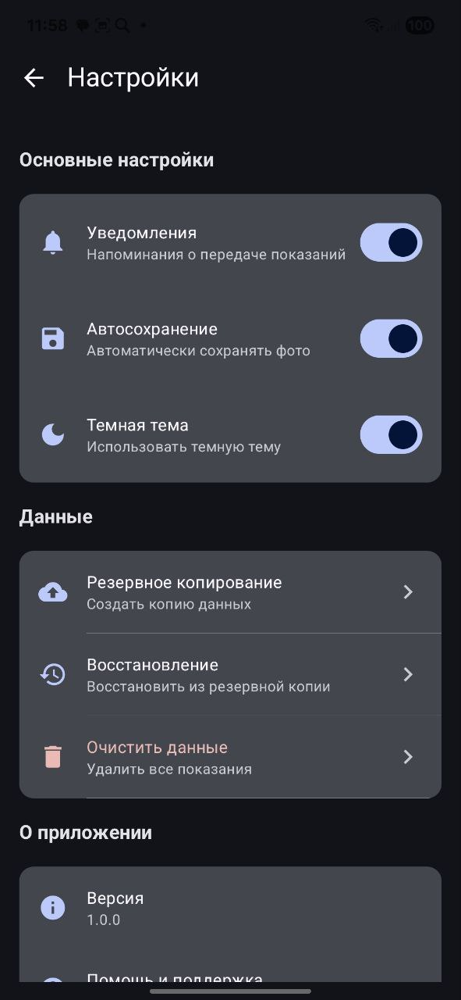 11:58
100
Настройки
Основные настройки
Уведомления
Напоминания о передаче показаний
Автосохранение
Автоматически сохранять фото
Темная тема
Использовать темную тему
Данные
Резервное копирование
Создать копию данных
Восстановление
Восстановить из резервной копии
Очистить данные
Удалить все показания
О приложении
Версия
1.0.0
Помощь и поддержка